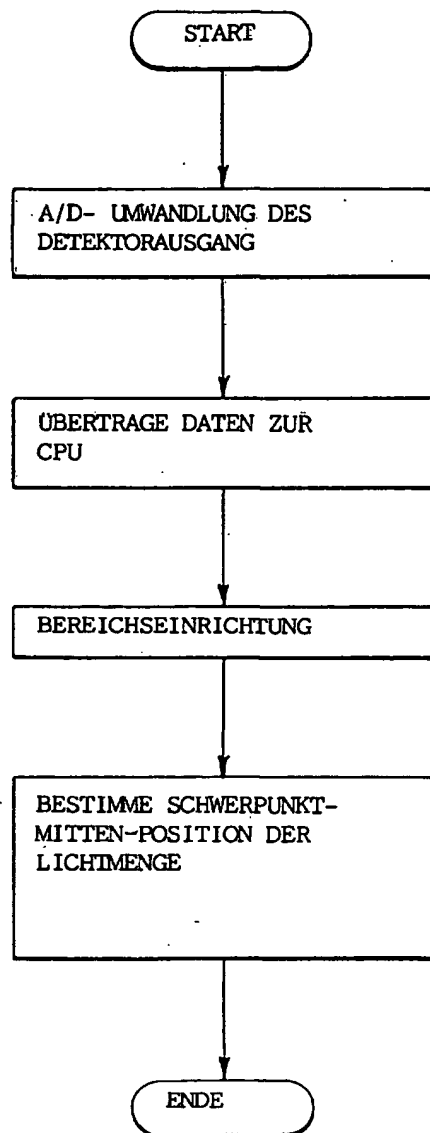 START
A/D- UMWANDLUNG DES
DETEKTORAUSGANG
ÜBERTRAGE DATEN ZUR
CPU
BEREICHSEINRICHTUNG
BESTIMME SCHWERPUNKT-
MITTEN-POSITION DER
LICHTMENGE
ENDE